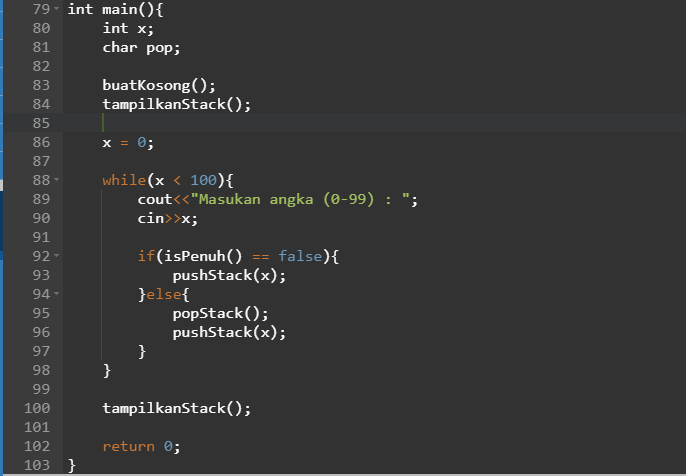 79 int main(){
80     int x;
81     char pop;
82
83     buatKosong();
84     tampilkanStack();
85
86     x = 0;
87
88     while(x < 100){
89         cout<<"Masukan angka (0-99) : ";
90         cin>>x;
91
92         if(isPenuh() == false){
93             pushStack(x);
94         }else{
95             popStack();
96             pushStack(x);
97         }
98     }
99
100     tampilkanStack();
101
102     return 0;
103 }